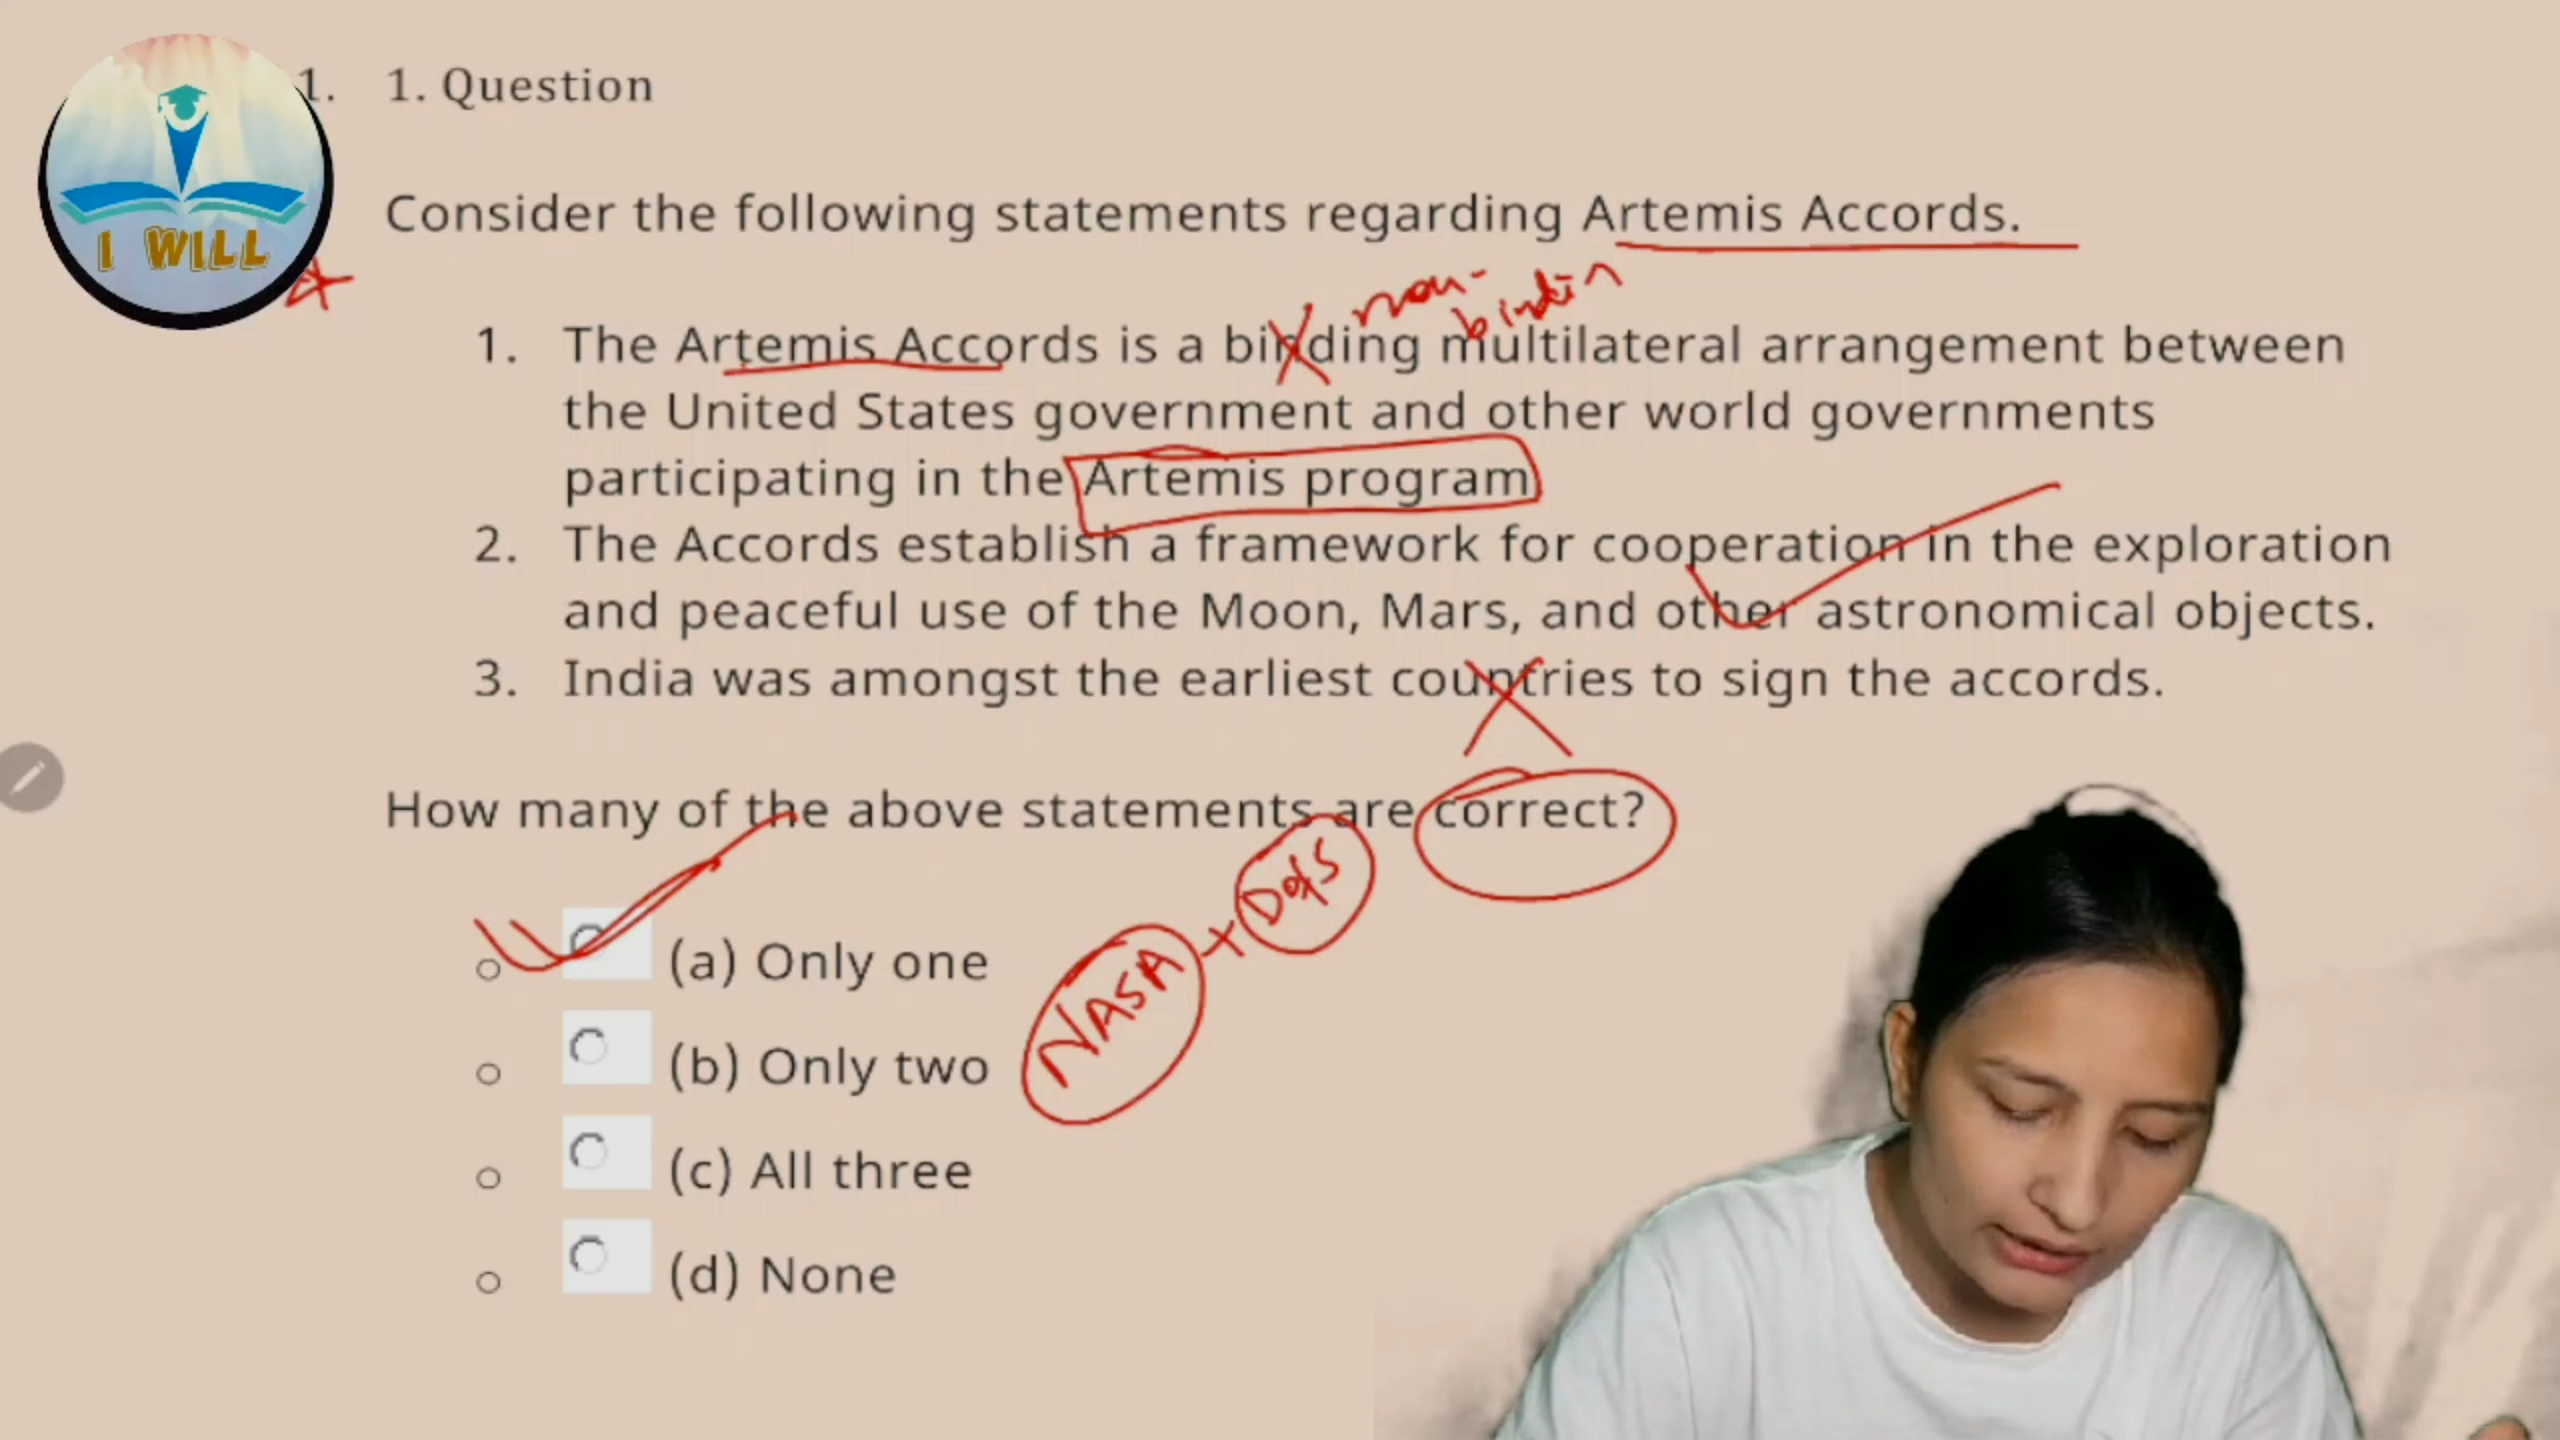 1. 1. Question
I WILL
Consider the following statements regarding Artemis Accords.
non-
bindin
1. The Artemis Accords is a binding multilateral arrangement between
the United States government and other world governments
participating in the Artemis program
2. The Accords establish a framework for cooperation in the exploration
and peaceful use of the Moon, Mars, and other astronomical objects.
3. India was amongst the earliest countries to sign the accords.
How many of the above statements are correct?
NASA + DofS
(a) Only one
(b) Only two
(c) All three
(d) None